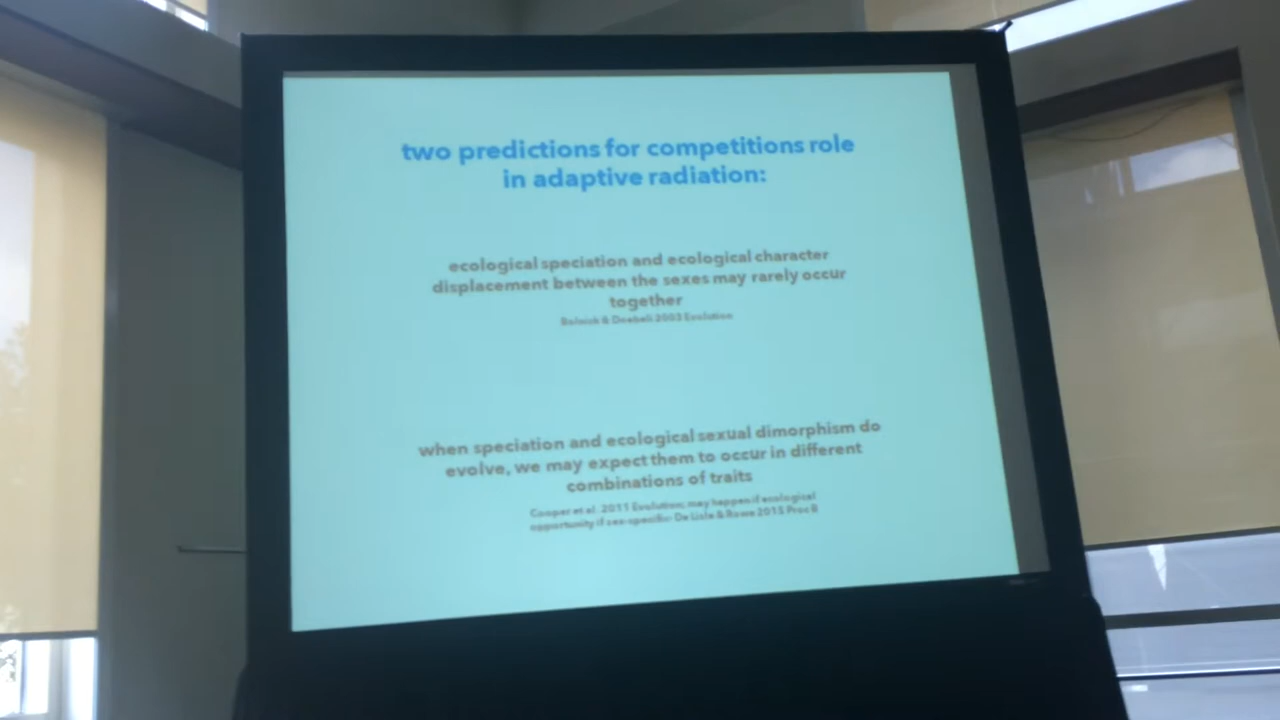 two predictions for competitions role
in adaptive radiation:
ecological speciation and ecological character
displacement between the sexes may rarely occur
together
Bolnick & Doebeli 2003 Evolution
when speciation and ecological sexual dimorphism do
evolve, we may expect them to occur in different
combinations of traits
Cooper et al. 2011 Evolution; may happen if ecological
opportunity if sex-specific: De Lisle & Rowe 2015 Proc B